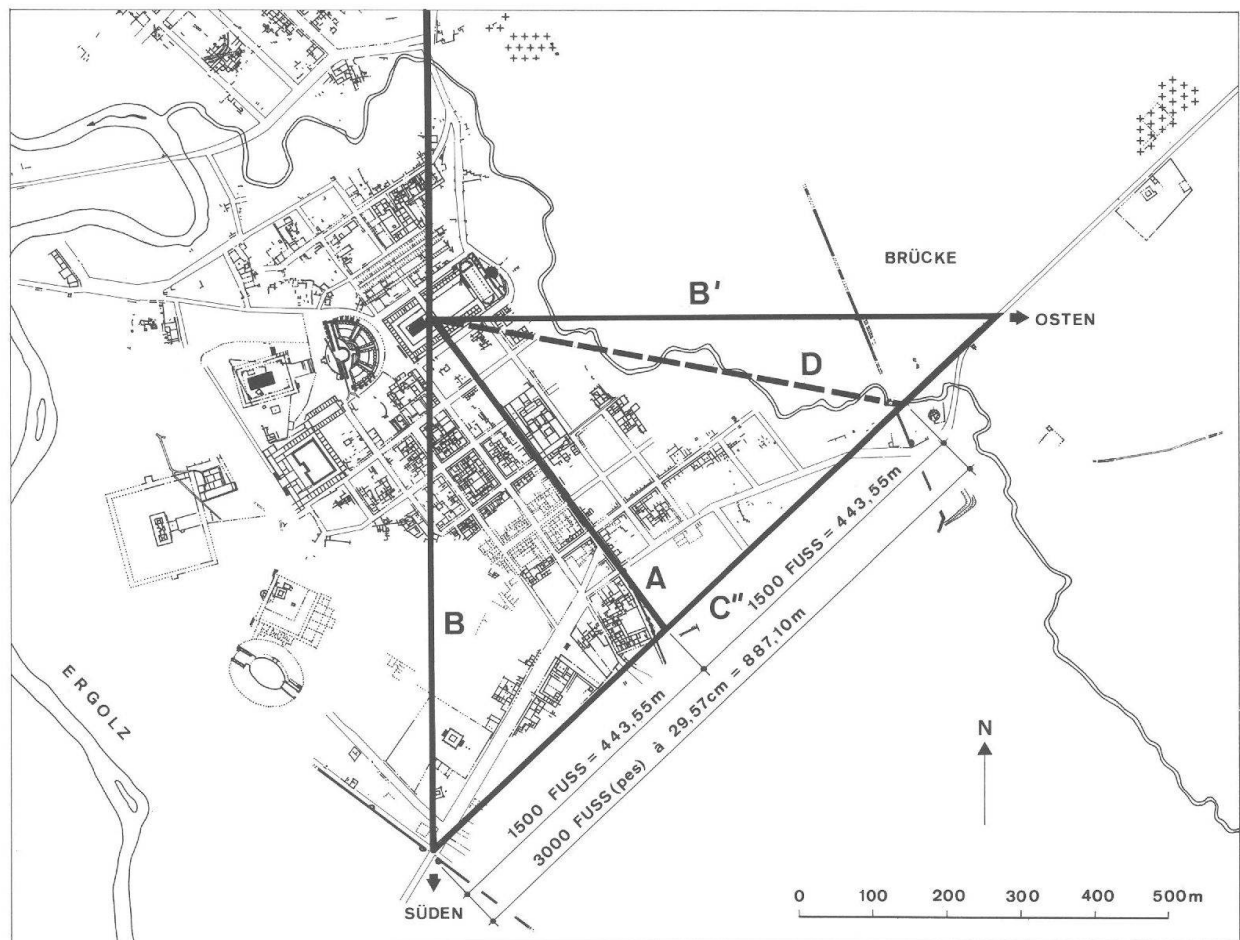 BRÜCKE
B'
OSTEN
D
A
C"
B
1500 FUSS = 443,55m
1500 FUSS = 443,55m
3000 FUSS (pes) à 29,57cm = 887,10m
ERGOLZ
N
SÜDEN
0 100 200 300 400 500m